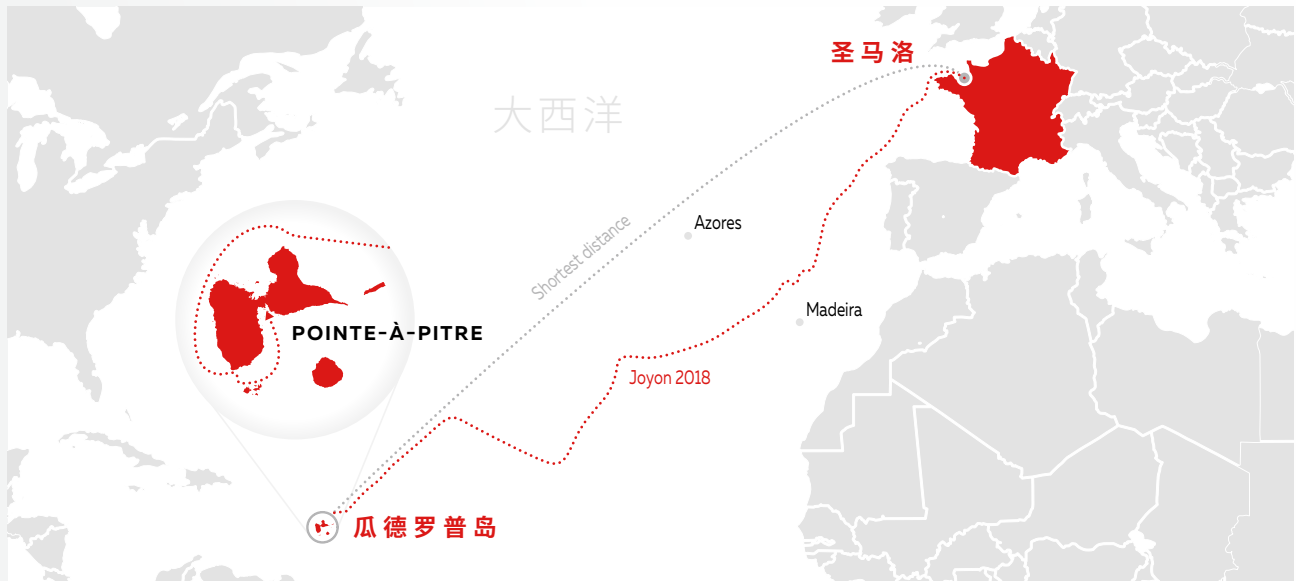 圣马洛
大西洋
Azores
Shortest distance
Madeira
POINTE-À-PITRE
Joyon 2018
瓜德罗普岛